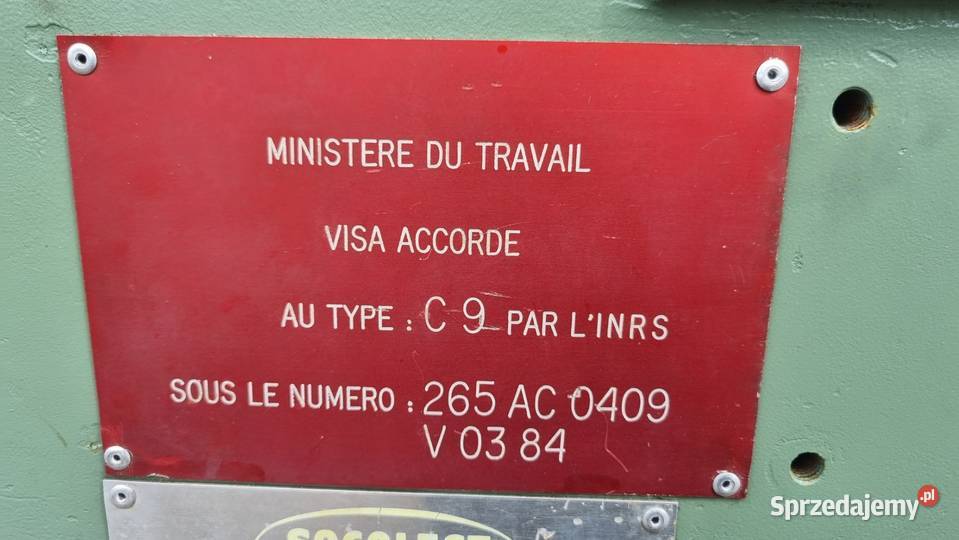 MINISTERE DU TRAVAIL
VISA ACCORDE
AU TYPE : C 9 PAR L'INRS
SOUS LE NUMERO : 265 AC 0409
V 03 84
Sprzedajemy.pl